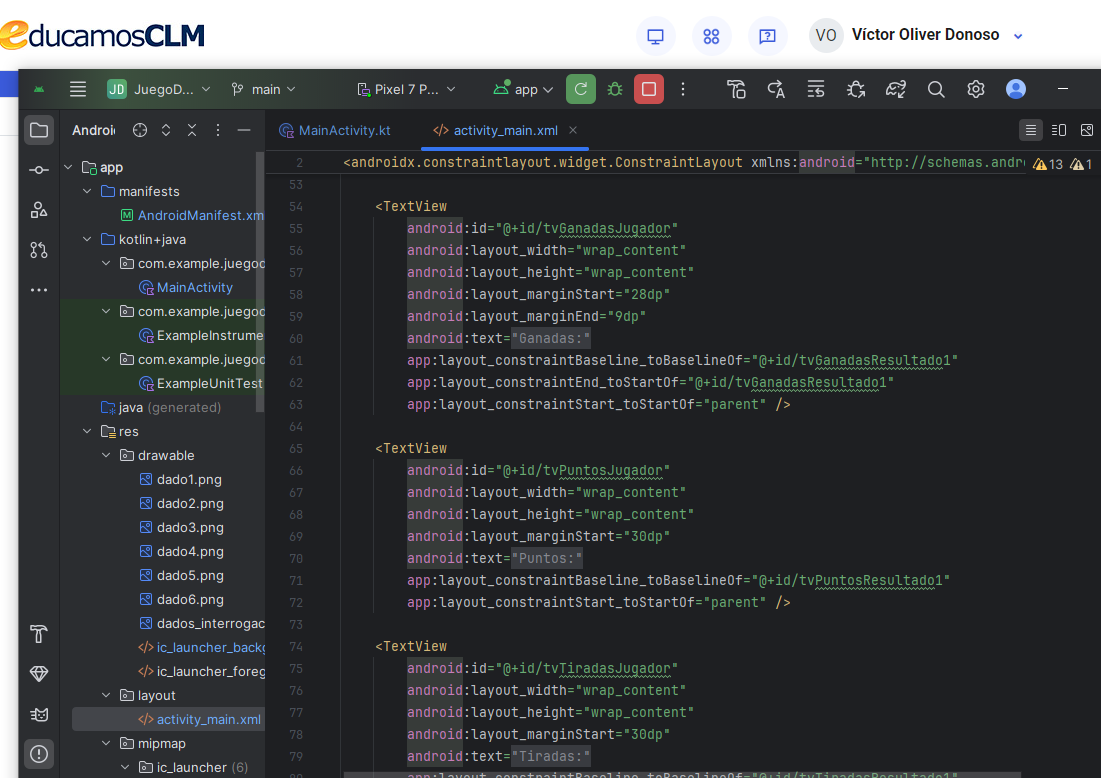 educamosCLM
VO Víctor Oliver Donoso
JD JuegoD... main Pixel 7 P... app
Androi MainActivity.kt activity_main.xml
2 <androidx.constraintlayout.widget.ConstraintLayout xmlns:android="http://schemas.andr 13 1
app
53
manifests
54 <TextView
AndroidManifest.xm
55 android:id="@+id/tvGanadasJugador"
kotlin+java
56 android:layout_width="wrap_content"
com.example.juegod
57 android:layout_height="wrap_content"
MainActivity
58 android:layout_marginStart="28dp"
com.example.juegod
59 android:layout_marginEnd="9dp"
ExampleInstrume
60 android:text="Ganadas:"
com.example.juegod
61 app:layout_constraintBaseline_toBaselineOf="@+id/tvGanadasResultado1"
ExampleUnitTest
62 app:layout_constraintEnd_toStartOf="@+id/tvGanadasResultado1"
java (generated)
63 app:layout_constraintStart_toStartOf="parent" />
res
64
65 <TextView
drawable
66 android:id="@+id/tvPuntosJugador"
dado1.png
67 android:layout_width="wrap_content"
dado2.png
68 android:layout_height="wrap_content"
dado3.png
69 android:layout_marginStart="30dp"
dado4.png
70 android:text="Puntos:"
dado5.png
71 app:layout_constraintBaseline_toBaselineOf="@+id/tvPuntosResultado1"
dado6.png
72 app:layout_constraintStart_toStartOf="parent" />
dados_interrogac
73
ic_launcher_backg
74 <TextView
ic_launcher_foreg
75 android:id="@+id/tvTiradasJugador"
layout
76 android:layout_width="wrap_content"
activity_main.xml
77 android:layout_height="wrap_content"
mipmap
78 android:layout_marginStart="30dp"
79 android:text="Tiradas:"
ic_launcher (6)
80 app:layout_constraintBaseline_toBaselineOf="@+id/tvTiradasResultado1"